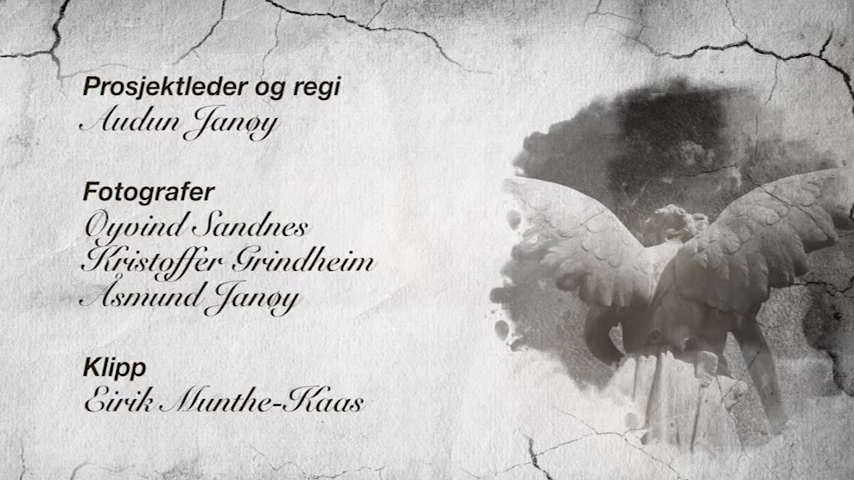 Prosjektleder og regi
Audun Janøy
Fotografer
Øyvind Sandnes
Kristoffer Grindheim
Åsmund Janøy
Klipp
Eirik Munthe-Kaas